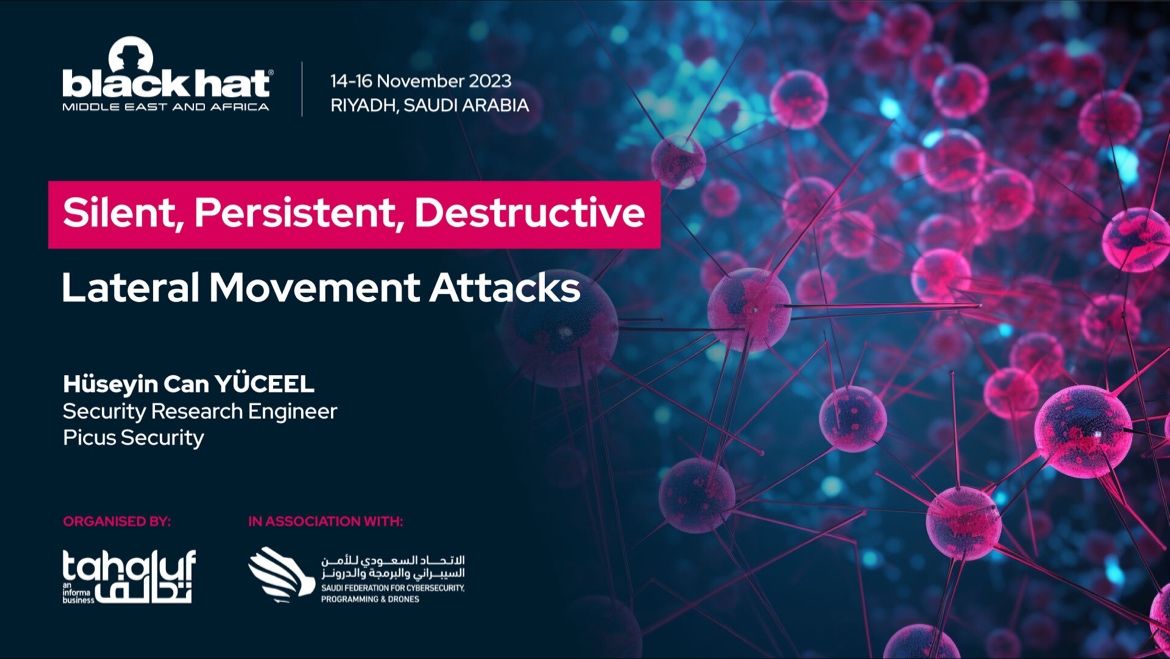 black hat®
MIDDLE EAST AND AFRICA
14-16 November 2023
RIYADH, SAUDI ARABIA
Silent, Persistent, Destructive
Lateral Movement Attacks
Hüseyin Can YÜCEEL
Security Research Engineer
Picus Security
ORGANISED BY:
tahaluf
an
informa
business
تحالف
IN ASSOCIATION WITH:
الاتحاد السعودي للأمن
السيبراني والبرمجة والدرونز
SAUDI FEDERATION FOR CYBERSECURITY,
PROGRAMMING & DRONES